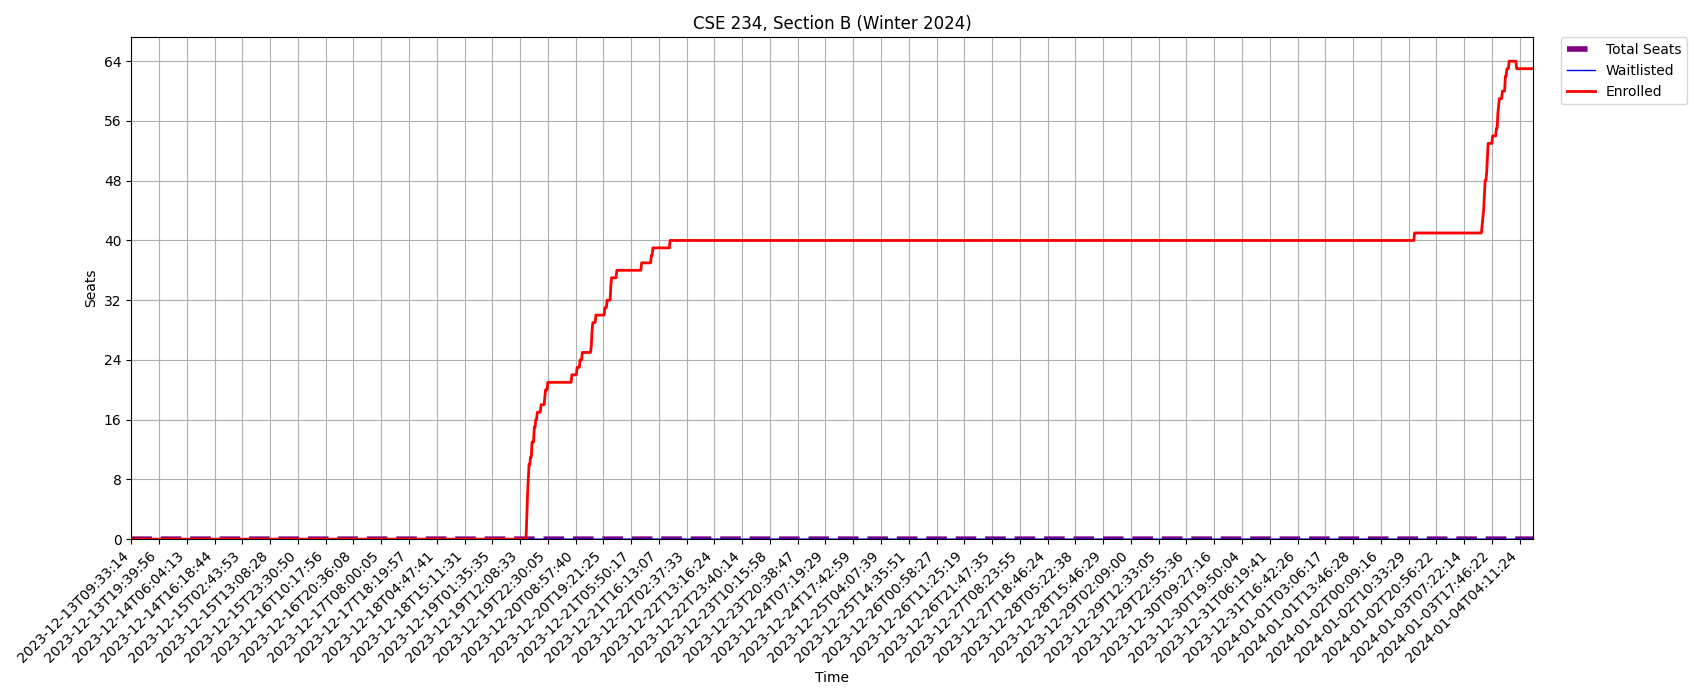 CSE 234, Section B (Winter 2024)
Total Seats
Waitlisted
Enrolled
Seats
64
56
48
40
32
24
16
8
0
2023-12-13T09:33:14
2023-12-13T19:39:56
2023-12-14T06:04:13
2023-12-14T16:18:44
2023-12-15T02:43:53
2023-12-15T13:08:28
2023-12-15T23:30:50
2023-12-16T10:17:56
2023-12-16T20:36:08
2023-12-17T08:00:05
2023-12-17T18:19:57
2023-12-18T04:47:41
2023-12-18T15:11:31
2023-12-19T01:35:35
2023-12-19T12:08:33
2023-12-19T22:30:05
2023-12-20T08:57:40
2023-12-20T19:21:25
2023-12-21T05:50:17
2023-12-21T16:13:07
2023-12-22T02:37:33
2023-12-22T13:16:24
2023-12-22T23:40:14
2023-12-23T10:15:58
2023-12-23T20:38:47
2023-12-24T07:19:29
2023-12-24T17:42:59
2023-12-25T04:07:39
2023-12-25T14:35:51
2023-12-26T00:58:27
2023-12-26T11:25:19
2023-12-26T21:47:35
2023-12-27T08:23:55
2023-12-27T18:46:24
2023-12-28T05:22:38
2023-12-28T15:46:29
2023-12-29T02:09:00
2023-12-29T12:33:05
2023-12-29T22:55:36
2023-12-30T09:27:16
2023-12-30T19:50:04
2023-12-31T06:19:41
2023-12-31T16:42:26
2024-01-01T03:06:17
2024-01-01T13:46:28
2024-01-02T00:09:16
2024-01-02T10:33:29
2024-01-02T20:56:22
2024-01-03T07:22:14
2024-01-03T17:46:22
2024-01-04T04:11:24
Time